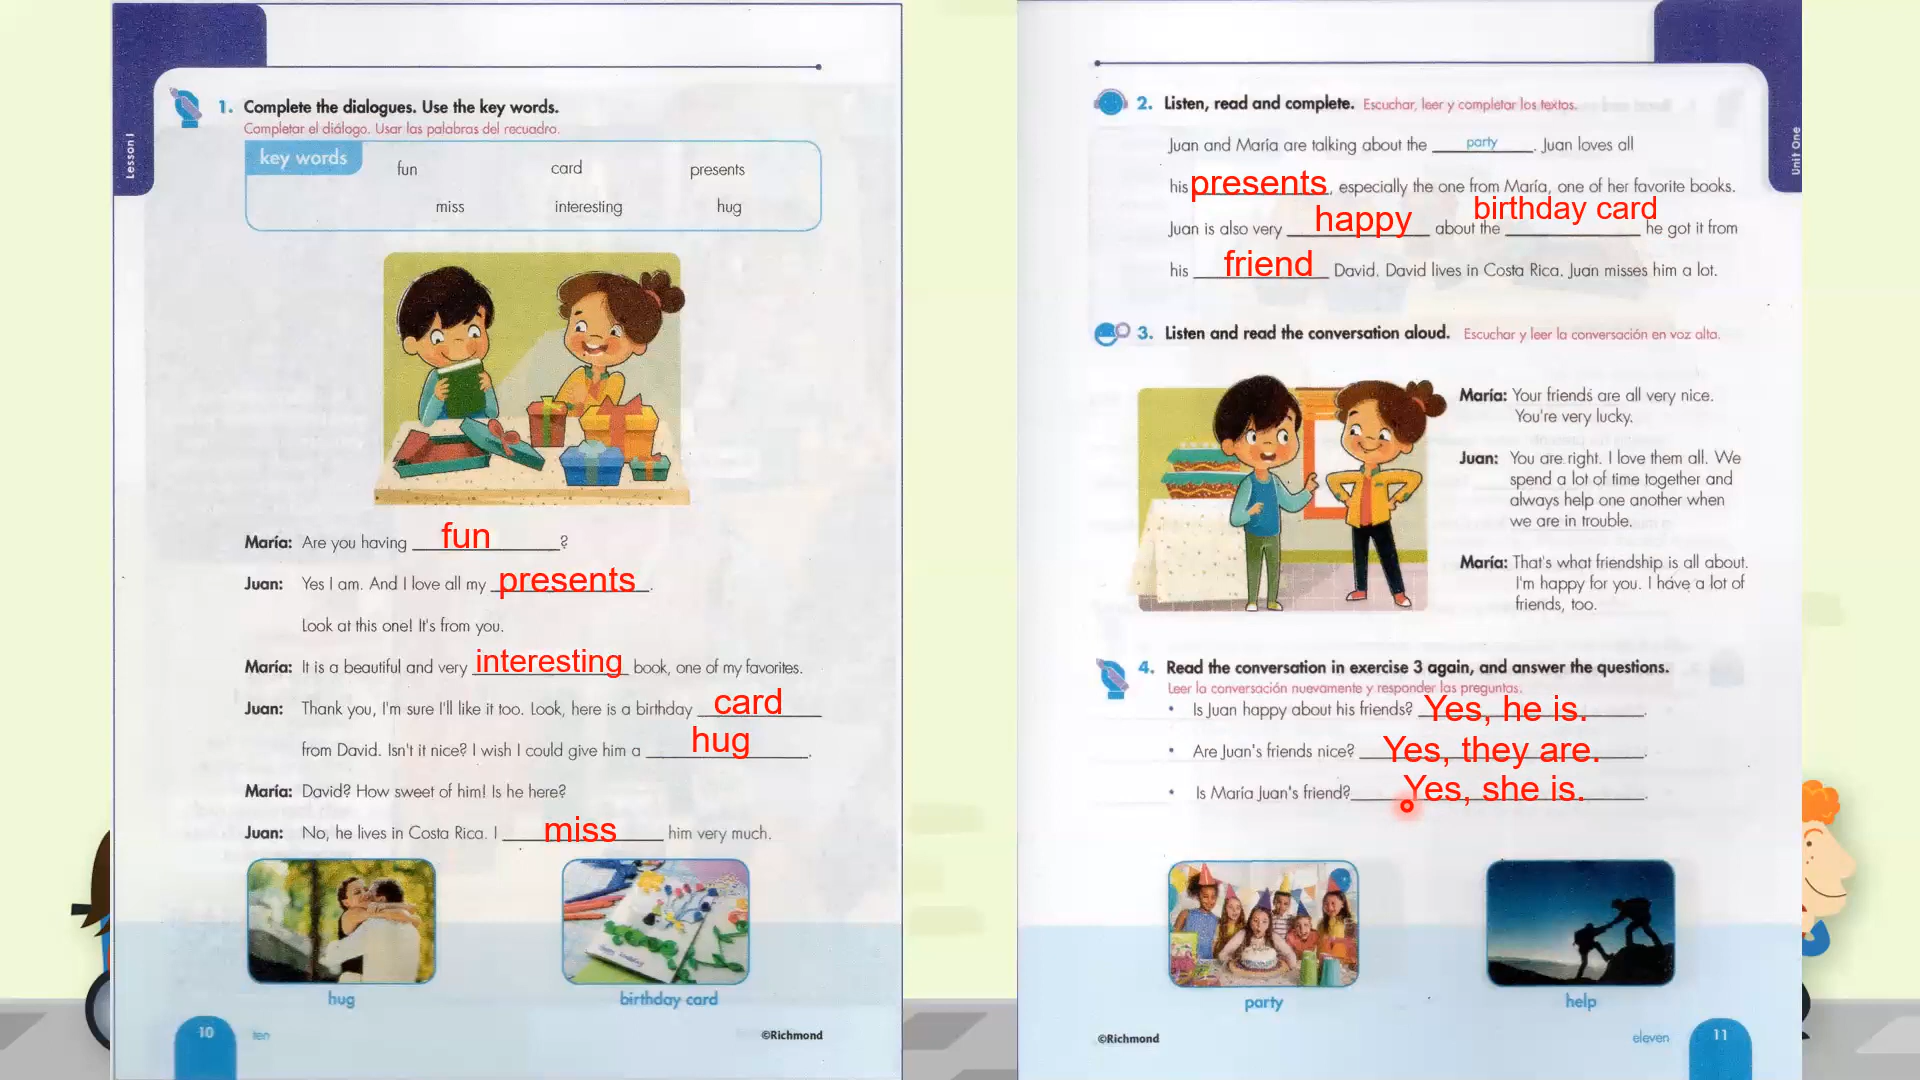 Lesson 1
1. Complete the dialogues. Use the key words.
Completar el diálogo. Usar las palabras del recuadro.
key words
fun card presents
miss interesting hug
María: Are you having fun?
Juan: Yes I am. And I love all my presents.
Look at this one! It's from you.
María: It is a beautiful and very interesting book, one of my favorites.
Juan: Thank you, I'm sure I'll like it too. Look, here is a birthday card
from David. Isn't it nice? I wish I could give him a hug.
María: David? How sweet of him! Is he here?
Juan: No, he lives in Costa Rica. I miss him very much.
hug
birthday card
10 ten
©Richmond
Unit One
2. Listen, read and complete. Escuchar, leer y completar los textos.
Juan and María are talking about the party. Juan loves all
his presents, especially the one from María, one of her favorite books.
Juan is also very happy about the birthday card he got it from
his friend David. David lives in Costa Rica. Juan misses him a lot.
3. Listen and read the conversation aloud. Escuchar y leer la conversación en voz alta.
María: Your friends are all very nice.
You're very lucky.
Juan: You are right. I love them all. We
spend a lot of time together and
always help one another when
we are in trouble.
María: That's what friendship is all about.
I'm happy for you. I have a lot of
friends, too.
4. Read the conversation in exercise 3 again, and answer the questions.
Leer la conversación nuevamente y responder las preguntas.
• Is Juan happy about his friends? Yes, he is.
• Are Juan's friends nice? Yes, they are.
• Is María Juan's friend? Yes, she is.
party
help
©Richmond
eleven 11